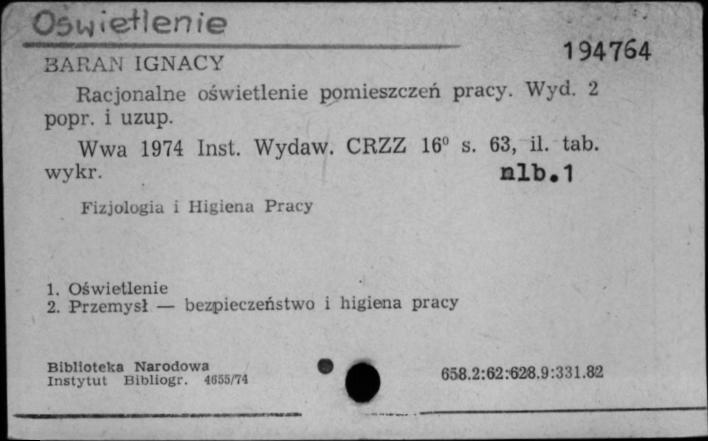 Oświetlenie
194764
BARAN IGNACY
Racjonalne oświetlenie pomieszczeń pracy. Wyd. 2
popr. i uzup.
Wwa 1974 Inst. Wydaw. CRZZ 16° s. 63, il. tab.
wykr. nlb.1
Fizjologia i Higiena Pracy
1. Oświetlenie
2. Przemysł — bezpieczeństwo i higiena pracy
Biblioteka Narodowa
Instytut Bibliogr. 4655/74 658.2:62:628.9:331.82